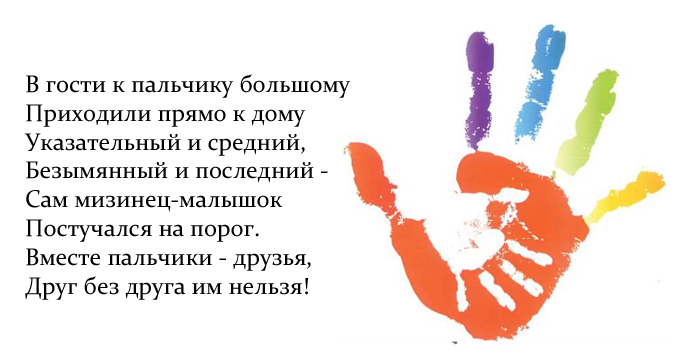 В гости к пальчику большому
Приходили прямо к дому
Указательный и средний,
Безымянный и последний -
Сам мизинец-малышок
Постучался на порог.
Вместе пальчики - друзья,
Друг без друга им нельзя!